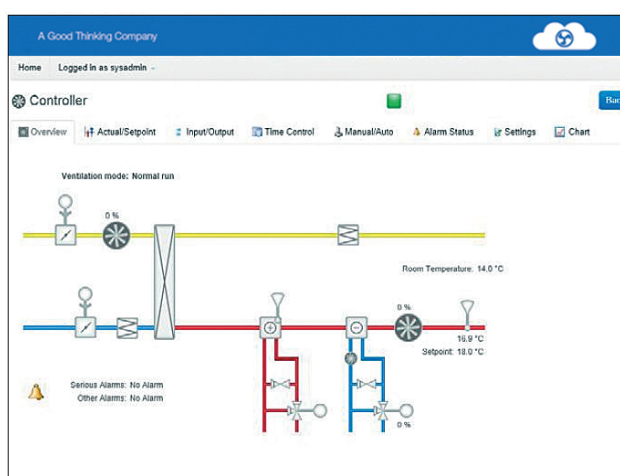 A Good Thinking Company
Home Logged in as sysadmin
Controller
Overview Actual/Setpoint Input/Output Time Control Manual/Auto Alarm Status Settings Chart
Ventilation mode: Normal run
0 %
Room Temperature: 14.0 °C
0 %
16.9 °C
Setpoint: 18.0 °C
Serious Alarms: No Alarm
Other Alarms: No Alarm
0 %